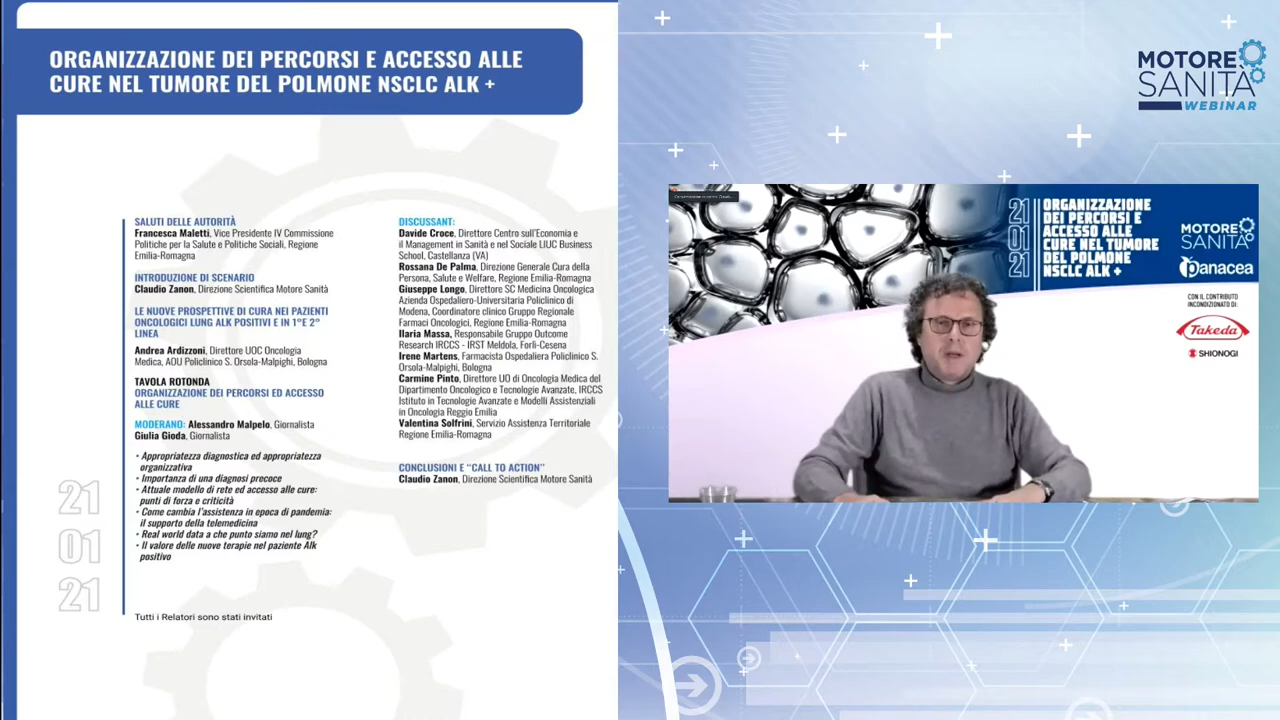 ORGANIZZAZIONE DEI PERCORSI E ACCESSO ALLE
CURE NEL TUMORE DEL POLMONE NSCLC ALK +
SALUTI DELLE AUTORITÀ
Francesca Maletti, Vice Presidente IV Commissione
Politiche per la Salute e Politiche Sociali, Regione
Emilia-Romagna
INTRODUZIONE DI SCENARIO
Claudio Zanon, Direzione Scientifica Motore Sanità
LE NUOVE PROSPETTIVE DI CURA NEI PAZIENTI
ONCOLOGICI LUNG ALK POSITIVI E IN 1°E 2°
LINEA
Andrea Ardizzoni, Direttore UOC Oncologia
Medica, AOU Policlinico S. Orsola-Malpighi, Bologna
TAVOLA ROTONDA
ORGANIZZAZIONE DEI PERCORSI ED ACCESSO
ALLE CURE
MODERANO: Alessandro Malpelo, Giornalista
Giulia Gioda, Giornalista
• Appropriatezza diagnostica ed appropriatezza
organizzativa
• Importanza di una diagnosi precoce
• Attuale modello di rete ed accesso alle cure:
punti di forza e criticità
• Come cambia l'assistenza in epoca di pandemia:
il supporto della telemedicina
• Real world data a che punto siamo nel lung?
• Il valore delle nuove terapie nel paziente Alk
positivo
21
01
21
Tutti i Relatori sono stati invitati
DISCUSSANT:
Davide Croce, Direttore Centro sull'Economia e
il Management in Sanità e nel Sociale LIUC Business
School, Castellanza (VA)
Rossana De Palma, Direzione Generale Cura della
Persona, Salute e Welfare, Regione Emilia-Romagna
Giuseppe Longo, Direttore SC Medicina Oncologica
Azienda Ospedaliero-Universitaria Policlinico di
Modena, Coordinatore clinico Gruppo Regionale
Farmaci Oncologici, Regione Emilia-Romagna
Ilaria Massa, Responsabile Gruppo Outcome
Research IRCCS - IRST Meldola, Forlì-Cesena
Irene Martens, Farmacista Ospedaliera Policlinico S.
Orsola-Malpighi, Bologna
Carmine Pinto, Direttore UO di Oncologia Medica del
Dipartimento Oncologico e Tecnologie Avanzate, IRCCS
Istituto in Tecnologie Avanzate e Modelli Assistenziali
in Oncologia Reggio Emilia
Valentina Solfrini, Servizio Assistenza Territoriale
Regione Emilia-Romagna
CONCLUSIONI E "CALL TO ACTION"
Claudio Zanon, Direzione Scientifica Motore Sanità
MOTORE
SANITÀ
WEBINAR
21
01
21
ORGANIZZAZIONE
DEI PERCORSI E
ACCESSO ALLE
CURE NEL TUMORE
DEL POLMONE
NSCLC ALK +
MOTORE
SANITÀ
Panacea
CON IL CONTRIBUTO
INCONDIZIONATO DI:
Takeda
SHIONOGI